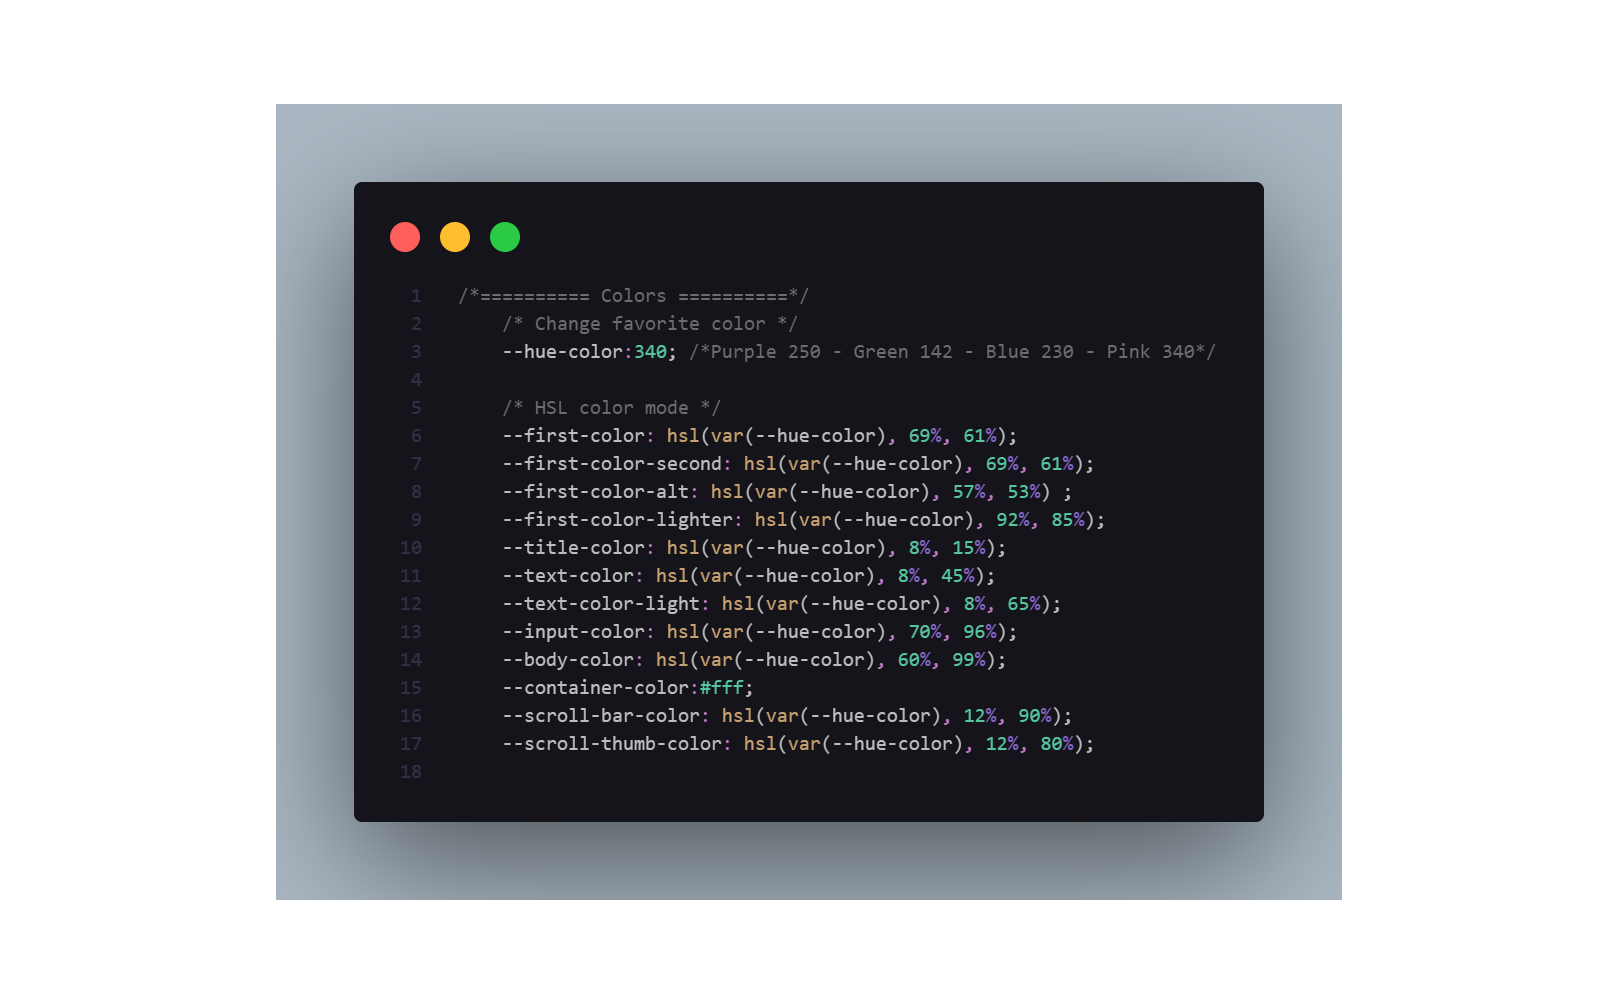 1 /*========== Colors ==========*/
2 /* Change favorite color */
3 --hue-color:340; /*Purple 250 - Green 142 - Blue 230 - Pink 340*/
4
5 /* HSL color mode */
6 --first-color: hsl(var(--hue-color), 69%, 61%);
7 --first-color-second: hsl(var(--hue-color), 69%, 61%);
8 --first-color-alt: hsl(var(--hue-color), 57%, 53%) ;
9 --first-color-lighter: hsl(var(--hue-color), 92%, 85%);
10 --title-color: hsl(var(--hue-color), 8%, 15%);
11 --text-color: hsl(var(--hue-color), 8%, 45%);
12 --text-color-light: hsl(var(--hue-color), 8%, 65%);
13 --input-color: hsl(var(--hue-color), 70%, 96%);
14 --body-color: hsl(var(--hue-color), 60%, 99%);
15 --container-color:#fff;
16 --scroll-bar-color: hsl(var(--hue-color), 12%, 90%);
17 --scroll-thumb-color: hsl(var(--hue-color), 12%, 80%);
18